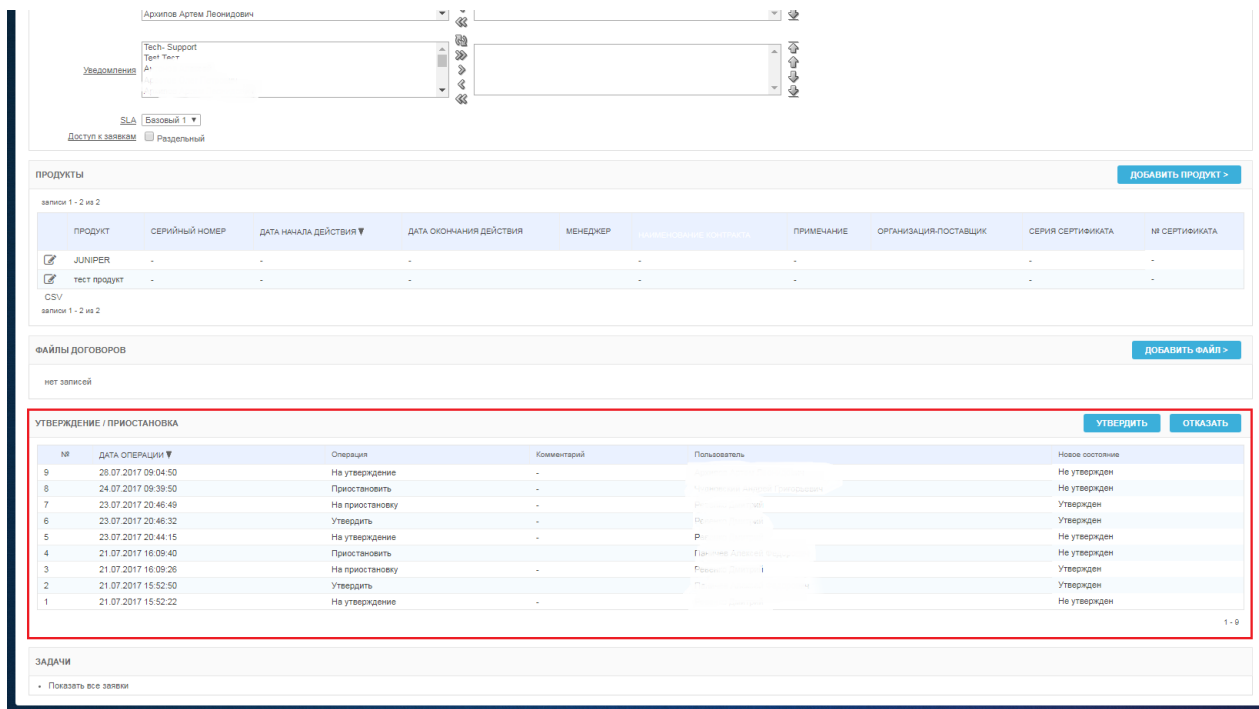 Архипов Артем Леонидович
Tech- Support
Уведомления
SLA Базовый 1 ▼
Доступ к заявкам Раздельный
ПРОДУКТЫ ДОБАВИТЬ ПРОДУКТ >
записи 1 - 2 из 2
ПРОДУКТ СЕРИЙНЫЙ НОМЕР ДАТА НАЧАЛА ДЕЙСТВИЯ▼ ДАТА ОКОНЧАНИЯ ДЕЙСТВИЯ МЕНЕДЖЕР НАИМЕНОВАНИЕ КОНТРАКТА ПРИМЕЧАНИЕ ОРГАНИЗАЦИЯ-ПОСТАВЩИК СЕРИЯ СЕРТИФИКАТА № СЕРТИФИКАТА
JUNIPER - - - - - - -
тест продукт - - - - - - -
CSV
записи 1 - 2 из 2
ФАЙЛЫ ДОГОВОРОВ ДОБАВИТЬ ФАЙЛ >
нет записей
УТВЕРЖДЕНИЕ / ПРИОСТАНОВКА УТВЕРДИТЬ ОТКАЗАТЬ
№ ДАТА ОПЕРАЦИИ▼ Операция Комментарий Пользователь Новое состояние
9 28.07.2017 09:04:50 На утверждение - Не утвержден
8 24.07.2017 09:39:50 Приостановить - Не утвержден
7 23.07.2017 20:46:49 На приостановку - Утвержден
6 23.07.2017 20:46:32 Утвердить - Утвержден
5 23.07.2017 20:44:15 На утверждение - Не утвержден
4 21.07.2017 16:09:40 Приостановить Не утвержден
3 21.07.2017 16:09:26 На приостановку - Утвержден
2 21.07.2017 15:52:50 Утвердить Утвержден
1 21.07.2017 15:52:22 На утверждение - Не утвержден
1 - 9
ЗАДАЧИ
• Показать все заявки